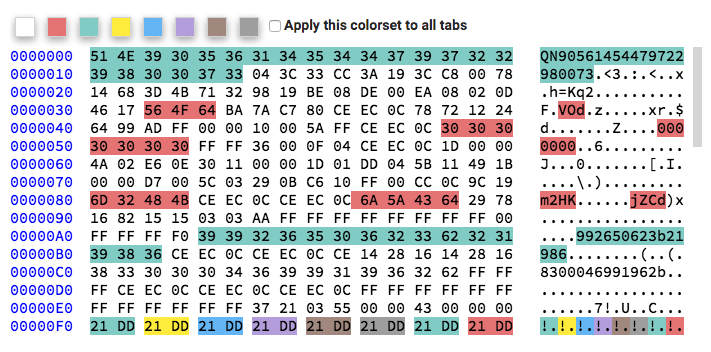 Apply this colorset to all tabs
0000000 51 4E 39 30 35 36 31 34 35 34 34 37 39 37 32 32 QN90561454479722
0000010 39 38 30 30 37 33 04 3C 33 CC 3A 19 3C C8 00 78 980073.<3.:.<..x
0000020 14 68 3D 4B 71 32 98 19 BE 08 DE 00 EA 08 02 0D .h=Kq2..........
0000030 46 17 56 4F 64 BA 7A C7 80 CE EC 0C 78 72 12 24 F.VOd.z.....xr.$
0000040 64 99 AD FF 00 00 10 00 5A FF CE EC 0C 30 30 30 d.......Z....000
0000050 30 30 30 30 FF FF 36 00 0F 04 CE EC 0C 1D 00 00 0000..6.........
0000060 4A 02 E6 0E 30 11 00 00 1D 01 DD 04 5B 11 49 1B J...0.......[.I.
0000070 00 00 D7 00 5C 03 29 0B C6 10 FF 00 CC 0C 9C 19 ....\.).........
0000080 6D 32 48 4B CE EC 0C CE EC 0C 6A 5A 43 64 29 78 m2HK......jZCd)x
0000090 16 82 15 15 03 03 AA FF FF FF FF FF FF FF FF 00 ................
00000A0 FF FF FF F0 39 39 32 36 35 30 36 32 33 62 32 31 ....992650623b21
00000B0 39 38 36 CE EC 0C CE EC 0C CE 14 28 16 14 28 16 986........(..(.
00000C0 38 33 30 30 30 34 36 39 39 31 39 36 32 62 FF FF 83000046991962b..
00000D0 FF CE EC 0C CE EC 0C CE EC 0C FF FF FF FF FF FF ................
00000E0 FF FF FF FF FF FF 37 21 03 55 00 00 43 00 00 00 ......7!.U..C...
00000F0 21 DD 21 DD 21 DD 21 DD 21 DD 21 DD 21 DD 21 DD !.!.!.!.!.!.!.!.